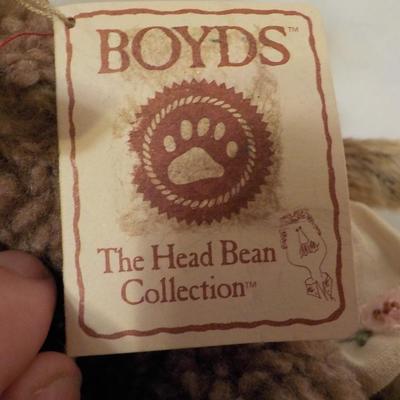 BOYDS™
The Head Bean
Collection™